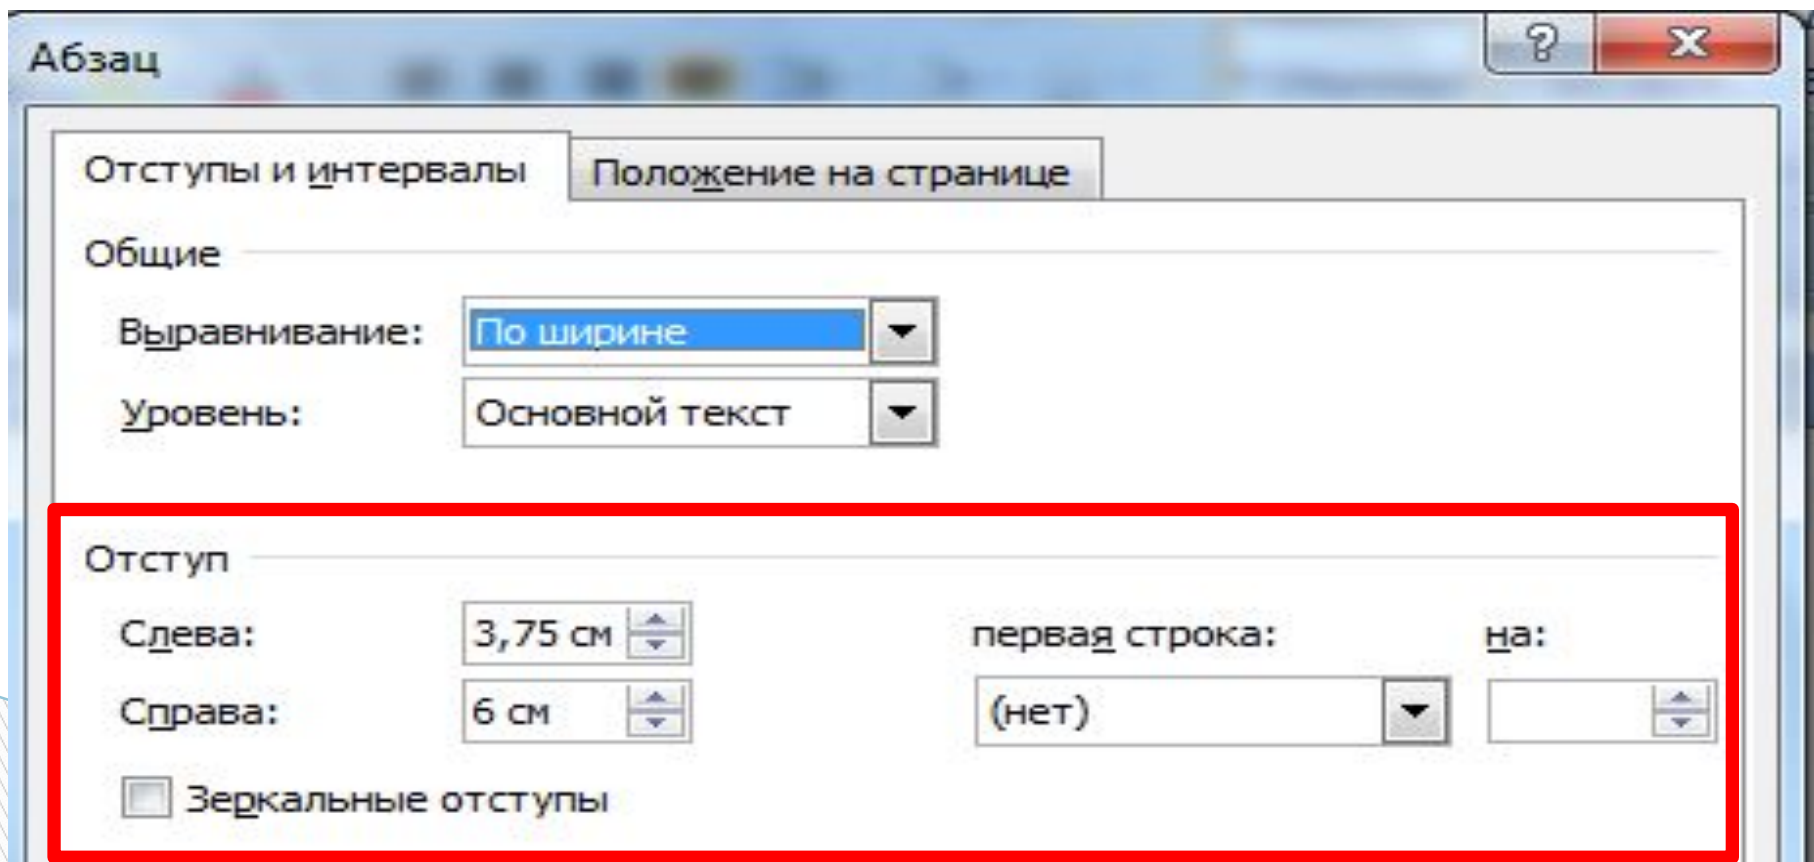 Абзац
Отступы и интервалы Положение на странице
Общие
Выравнивание: По ширине
Уровень: Основной текст
Отступ
Слева: 3,75 см первая строка: на:
Справа: 6 см (нет)
Зеркальные отступы